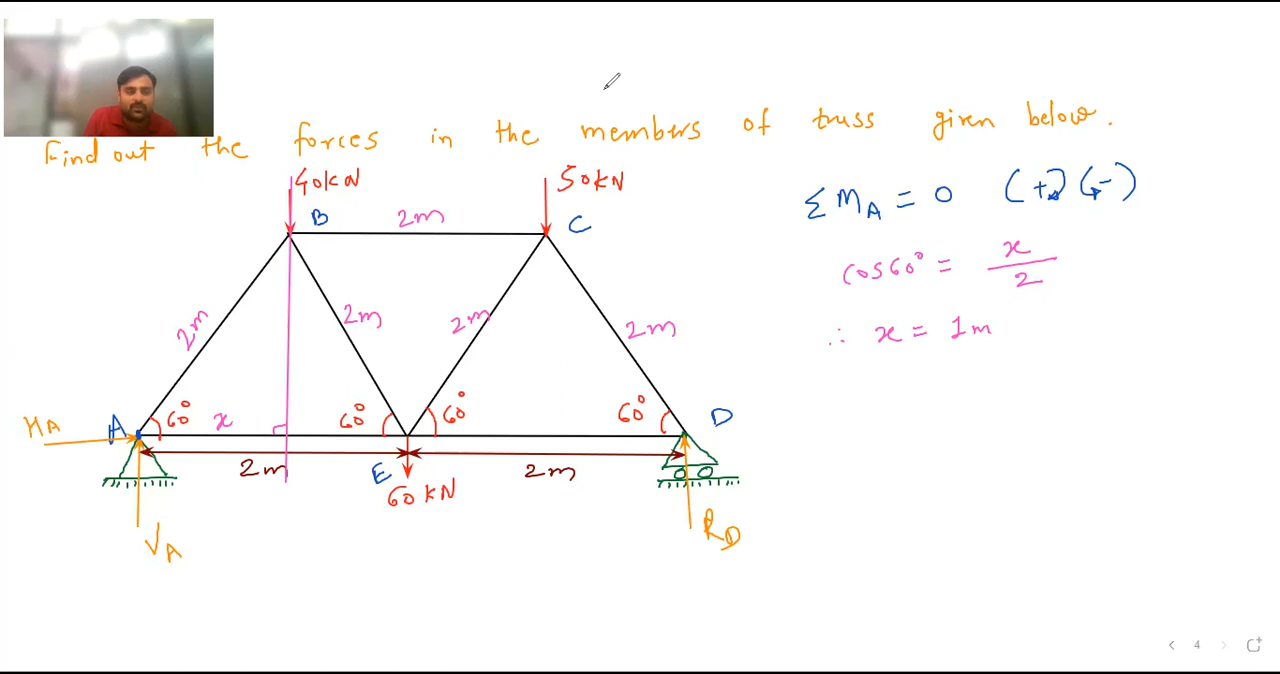 Find out the forces in the members of truss given below.
40kN
50kN
B
2m
C
ΣMA = 0 (+↓) (↑-)
cos60° = x/2
∴ x = 1m
2m
2m
2m
2m
HA
A
60°
x
60°
60°
60°
D
2m
E
2m
60 kN
VA
RD
4